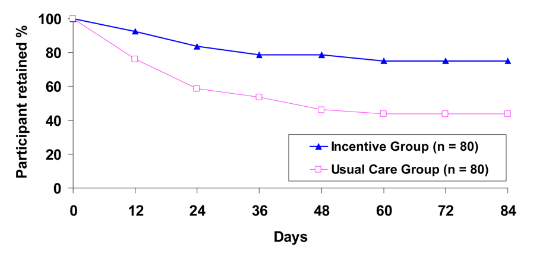 Participant retained %
100
80
60
40
20
0
Incentive Group (n = 80)
Usual Care Group (n = 80)
0 12 24 36 48 60 72 84
Days